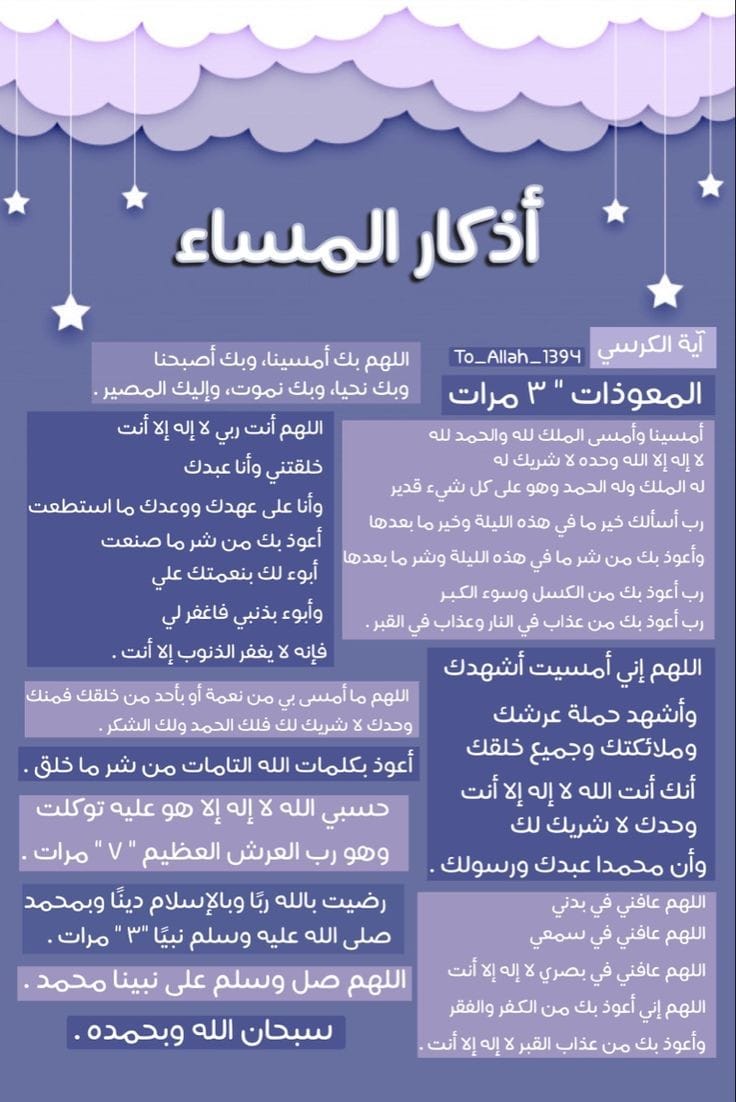 أذكار المساء
آية الكرسي
To_Allah_1394
المعوذات " ٣ مرات
أمسينا وأمسى الملك لله والحمد لله
لا إله إلا الله وحده لا شريك له
له الملك وله الحمد وهو على كل شيء قدير
رب أسألك خير ما في هذه الليلة وخير ما بعدها
وأعوذ بك من شر ما في هذه الليلة وشر ما بعدها
رب أعوذ بك من الكسل وسوء الكبر
رب أعوذ بك من عذاب في النار وعذاب في القبر .
اللهم إني أمسيت أشهدك
وأشهد حملة عرشك
وملائكتك وجميع خلقك
أنك أنت الله لا إله إلا أنت
وحدك لا شريك لك
وأن محمدا عبدك ورسولك .
اللهم عافني في بدني
اللهم عافني في سمعي
اللهم عافني في بصري لا إله إلا أنت
اللهم إني أعوذ بك من الكفر والفقر
وأعوذ بك من عذاب القبر لا إله إلا أنت .
اللهم بك أمسينا، وبك أصبحنا
وبك نحيا، وبك نموت، وإليك المصير .
اللهم أنت ربي لا إله إلا أنت
خلقتني وأنا عبدك
وأنا على عهدك ووعدك ما استطعت
أعوذ بك من شر ما صنعت
أبوء لك بنعمتك علي
وأبوء بذنبي فاغفر لي
فإنه لا يغفر الذنوب إلا أنت .
اللهم ما أمسى بي من نعمة أو بأحد من خلقك فمنك
وحدك لا شريك لك فلك الحمد ولك الشكر .
أعوذ بكلمات الله التامات من شر ما خلق .
حسبي الله لا إله إلا هو عليه توكلت
وهو رب العرش العظيم " ٧ " مرات .
رضيت بالله ربًا وبالإسلام دينًا وبمحمد
صلى الله عليه وسلم نبيًا "٣ " مرات .
اللهم صل وسلم على نبينا محمد .
سبحان الله وبحمده .